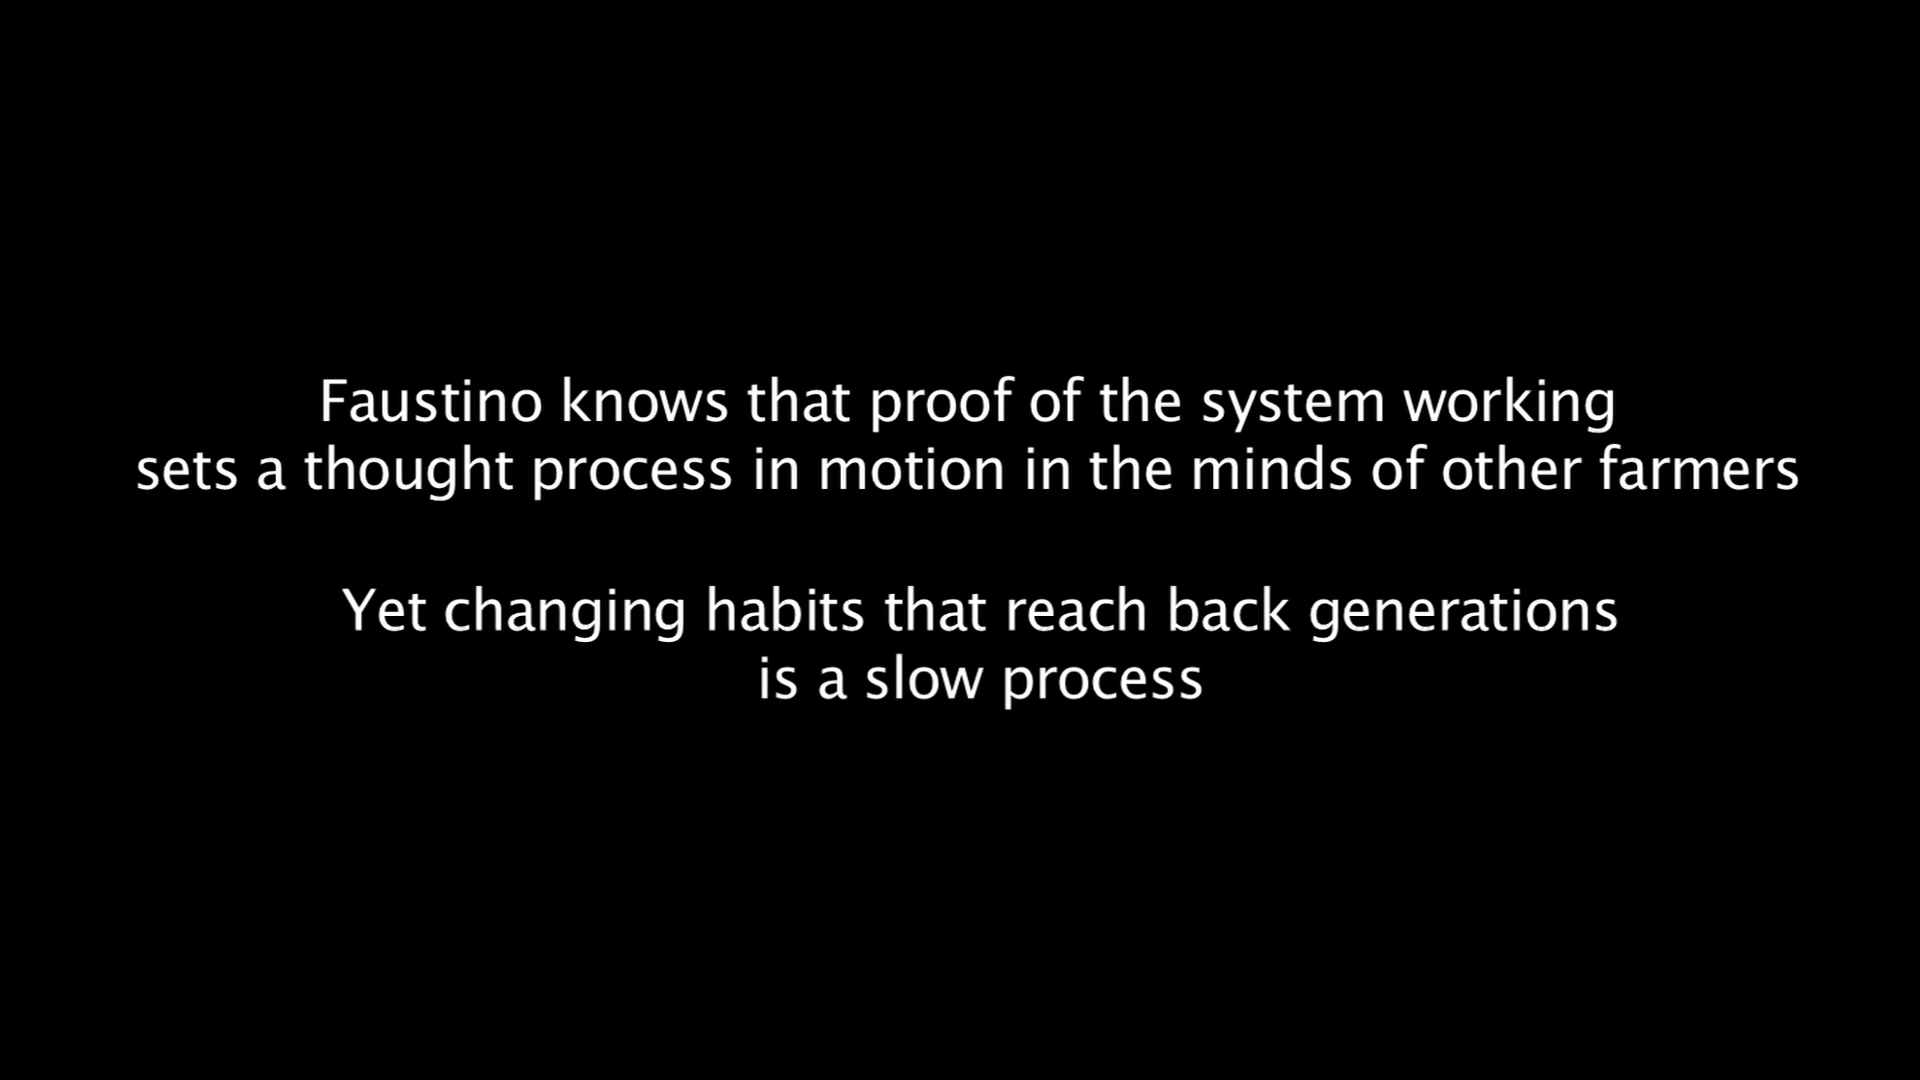 Faustino knows that proof of the system working
sets a thought process in motion in the minds of other farmers
Yet changing habits that reach back generations
is a slow process